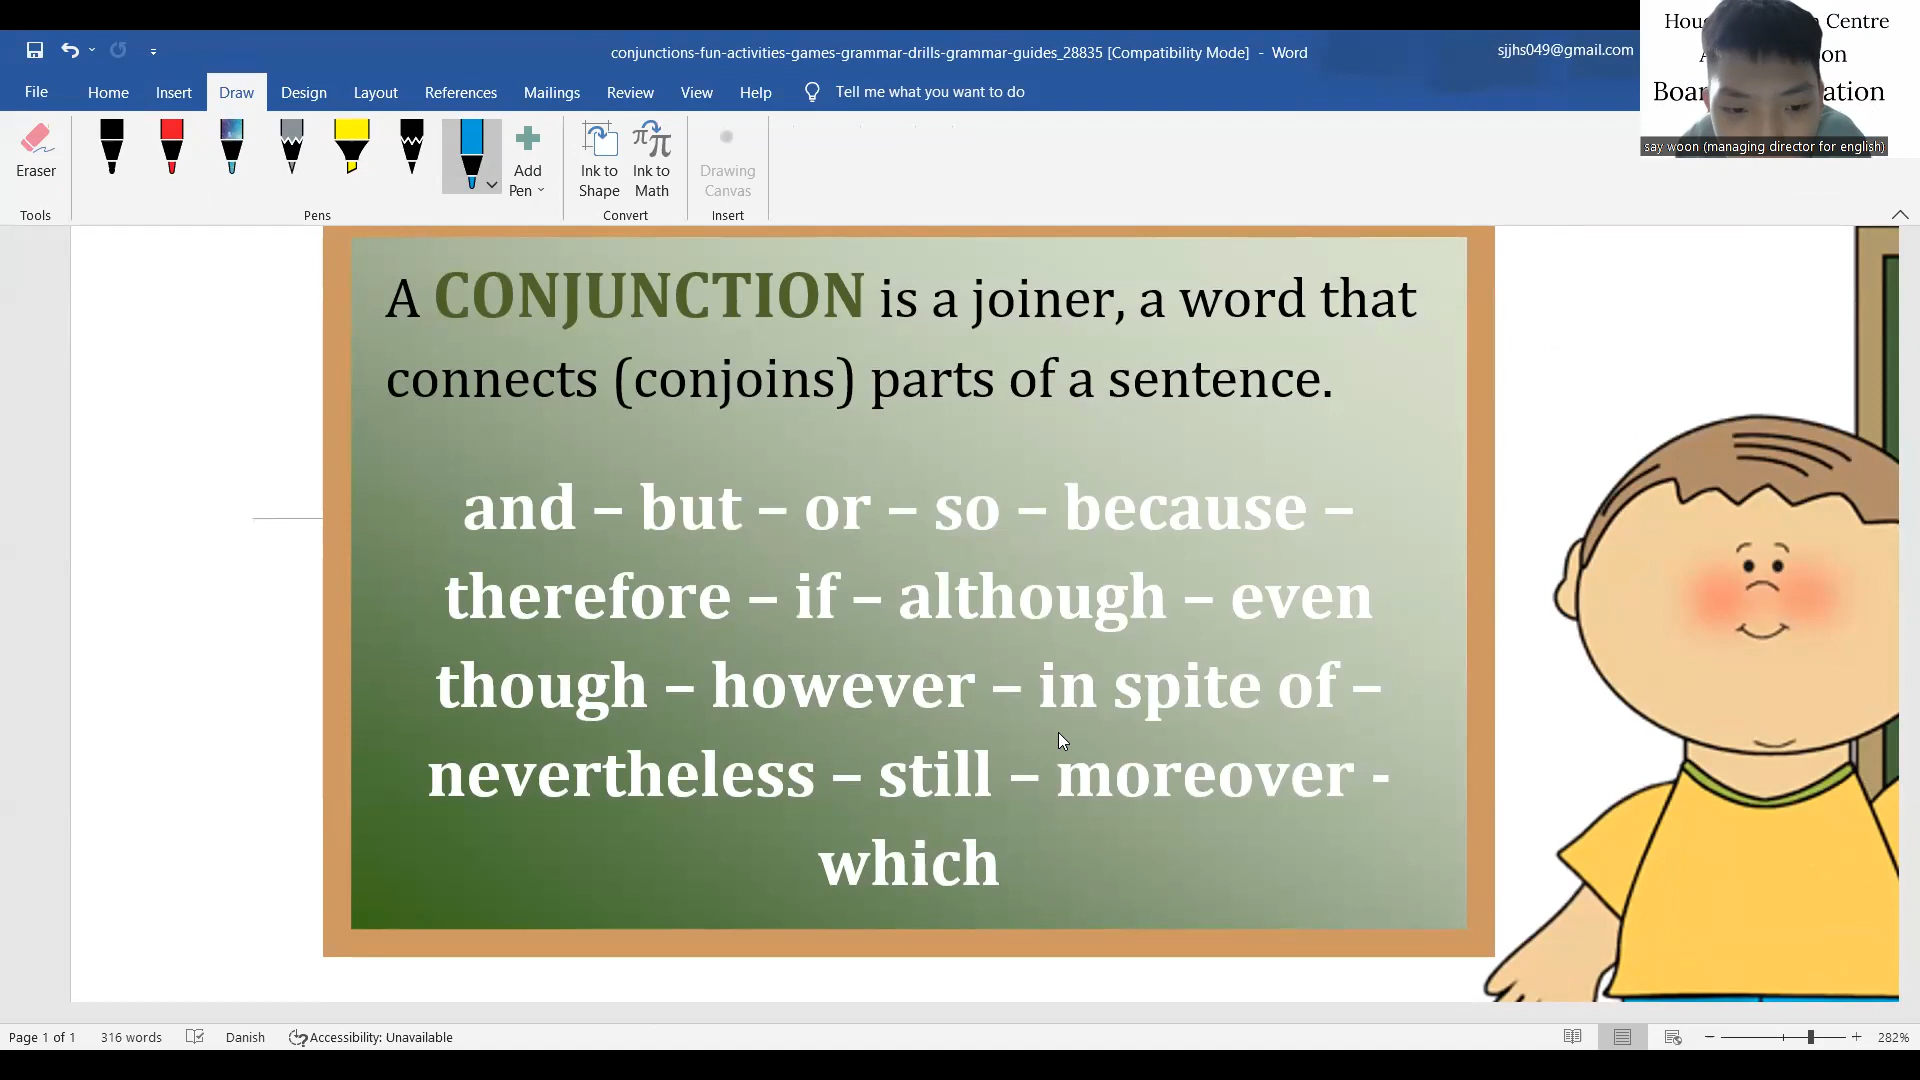 conjunctions-fun-activities-games-grammar-drills-grammar-guides_28835 [Compatibility Mode] - Word
sjjhs049@gmail.com
Centre
Boar
ation
say woon (managing director for english)
File Home Insert Draw Design Layout References Mailings Review View Help Tell me what you want to do
Eraser
Add
Pen
Ink to
Shape
Ink to
Math
Drawing
Canvas
Tools
Pens
Convert
Insert
A CONJUNCTION is a joiner, a word that
connects (conjoins) parts of a sentence.
and – but – or – so – because –
therefore – if – although – even
though – however – in spite of –
nevertheless – still – moreover -
which
Page 1 of 1 316 words Danish Accessibility: Unavailable 282%